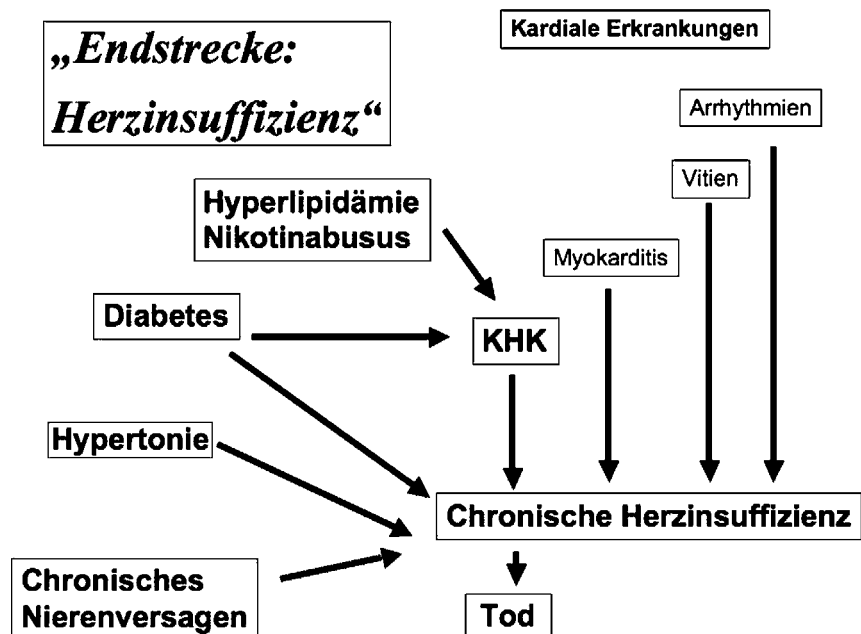 „Endstrecke:
Herzinsuffizienz“
Kardiale Erkrankungen
Arrhythmien
Vitien
Hyperlipidämie
Nikotinabusus
Myokarditis
Diabetes
KHK
Hypertonie
Chronische Herzinsuffizienz
Chronisches
Nierenversagen
Tod